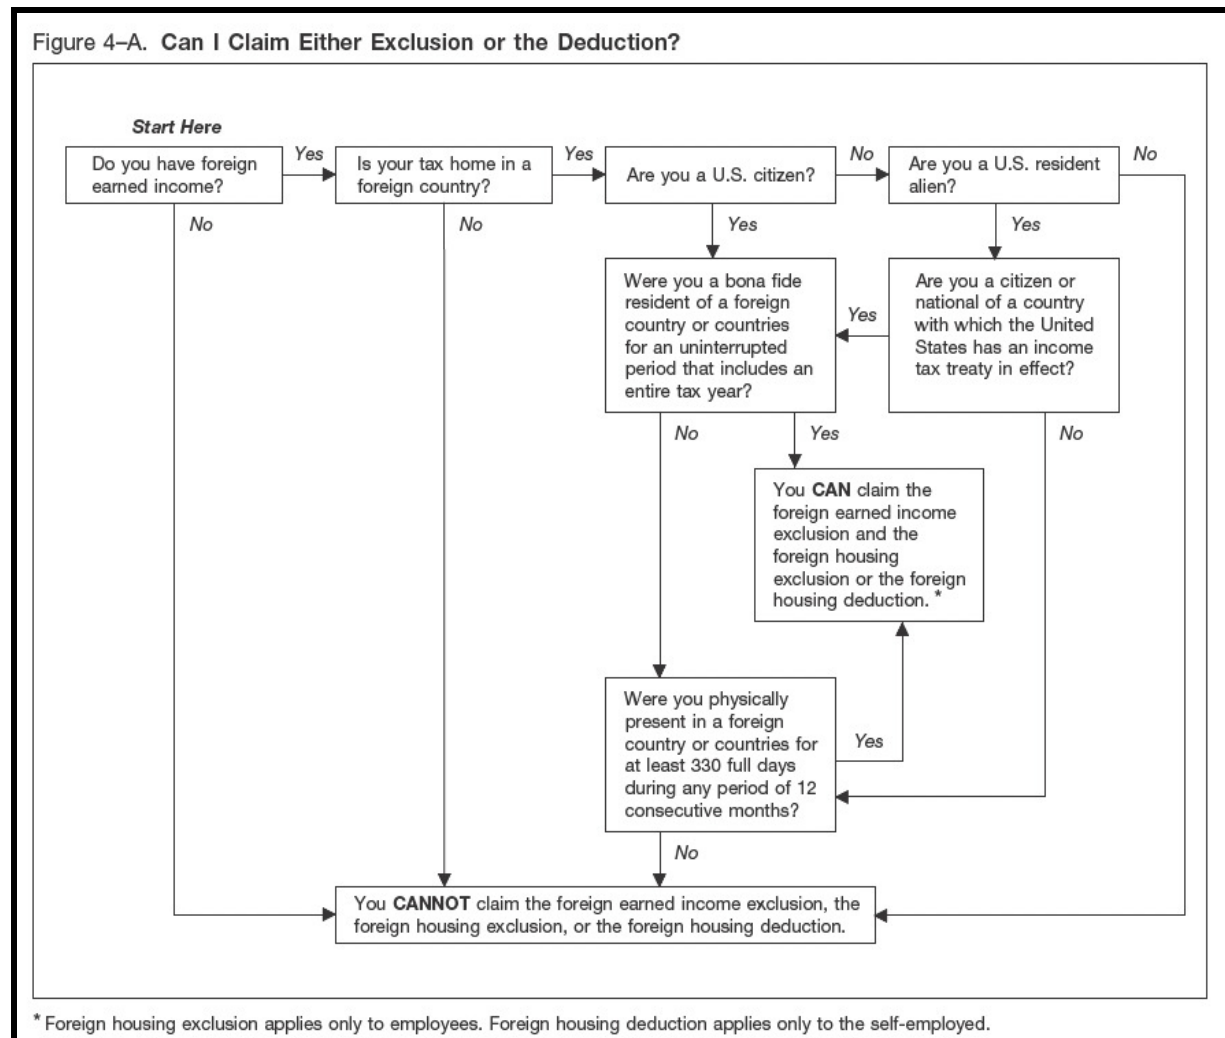 Figure 4–A. Can I Claim Either Exclusion or the Deduction?
Start Here
Do you have foreign
earned income?
Yes
Is your tax home in a
foreign country?
Yes
Are you a U.S. citizen?
No
Are you a U.S. resident
alien?
No
No
No
Yes
Yes
Were you a bona fide
resident of a foreign
country or countries
for an uninterrupted
period that includes an
entire tax year?
Yes
Are you a citizen or
national of a country
with which the United
States has an income
tax treaty in effect?
No
Yes
No
You CAN claim the
foreign earned income
exclusion and the
foreign housing
exclusion or the foreign
housing deduction. *
Were you physically
present in a foreign
country or countries for
at least 330 full days
during any period of 12
consecutive months?
Yes
No
You CANNOT claim the foreign earned income exclusion, the
foreign housing exclusion, or the foreign housing deduction.
* Foreign housing exclusion applies only to employees. Foreign housing deduction applies only to the self-employed.